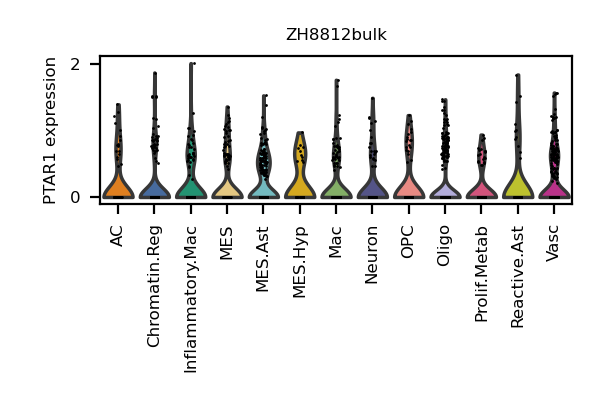 ZH8812bulk
PTAR1 expression
2
0
AC
Chromatin.Reg
Inflammatory.Mac
MES
MES.Ast
MES.Hyp
Mac
Neuron
OPC
Oligo
Prolif.Metab
Reactive.Ast
Vasc